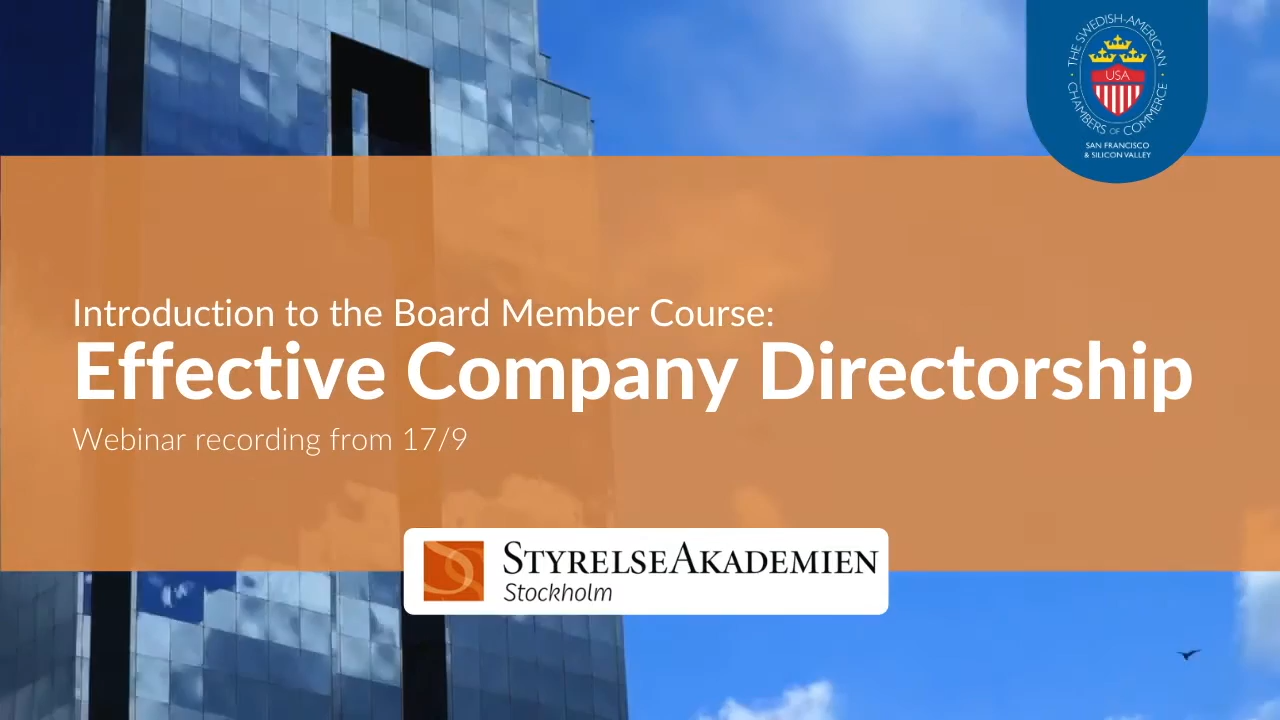 THE SWEDISH-AMERICAN
CHAMBERS OF COMMERCE
USA
SAN FRANCISCO
& SILICON VALLEY
Introduction to the Board Member Course:
Effective Company Directorship
Webinar recording from 17/9
STYRELSEAKADEMIEN
Stockholm